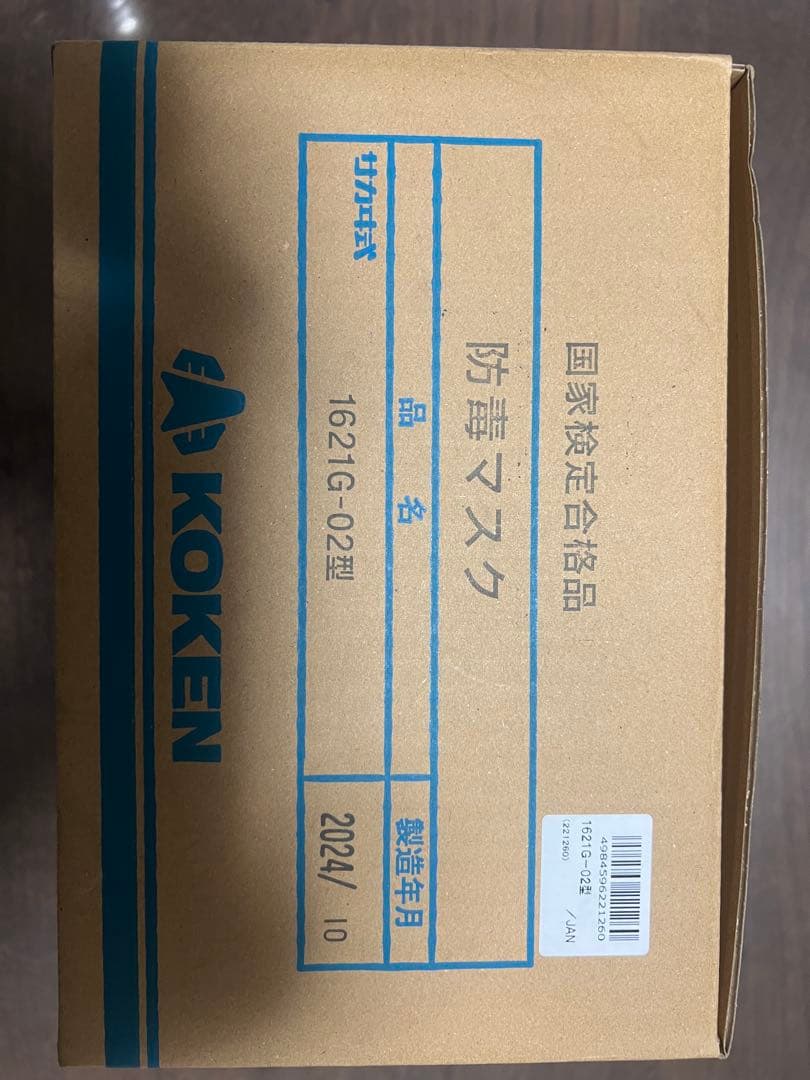 国家検定合格品
防毒マスク
品名
製造年月
サカヰ式
1621G-02型
2024/ 10
KOKEN
4984596221260
1621G-02型 /JAN
(221260)